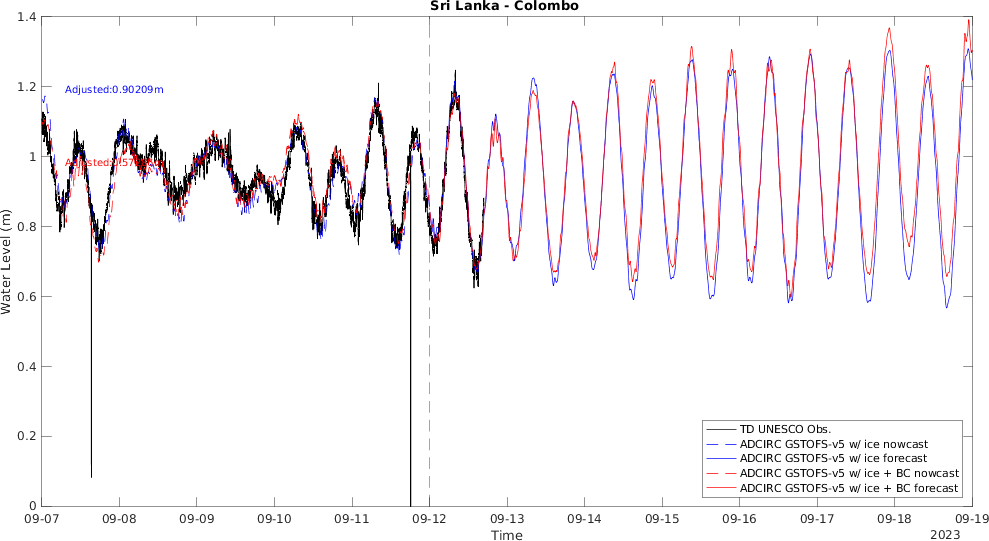 Sri Lanka - Colombo
Water Level (m)
1.4
1.2
1
0.8
0.6
0.4
0.2
0
Adjusted:0.90209m
TD UNESCO Obs.
ADCIRC GSTOFS-v5 w/ ice nowcast
ADCIRC GSTOFS-v5 w/ ice forecast
ADCIRC GSTOFS-v5 w/ ice + BC nowcast
ADCIRC GSTOFS-v5 w/ ice + BC forecast
09-07 09-08 09-09 09-10 09-11 09-12 09-13 09-14 09-15 09-16 09-17 09-18 09-19
Time
2023